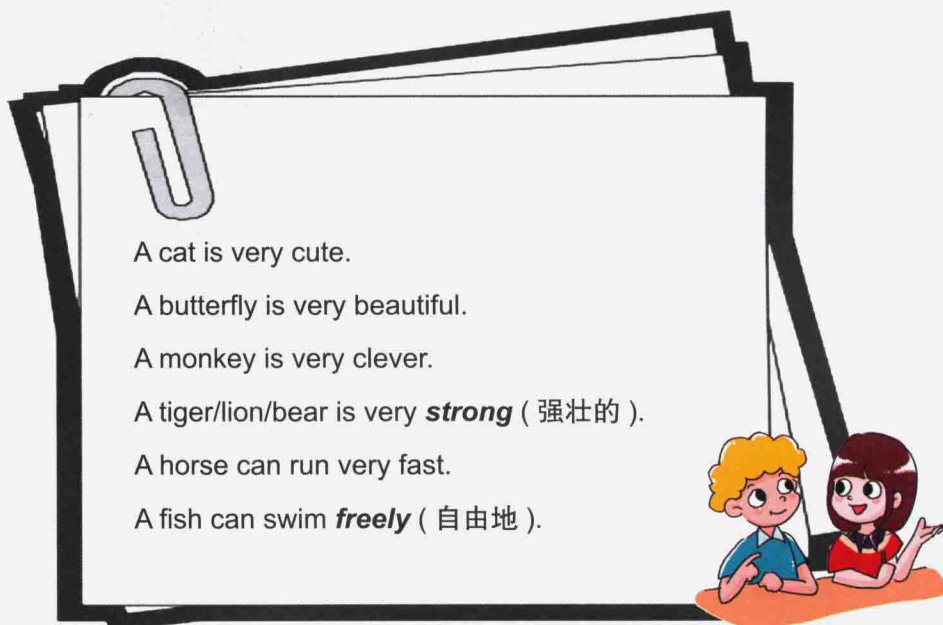 A cat is very cute.
A butterfly is very beautiful.
A monkey is very clever.
A tiger/lion/bear is very strong ( 强壮的 ).
A horse can run very fast.
A fish can swim freely ( 自由地 ).